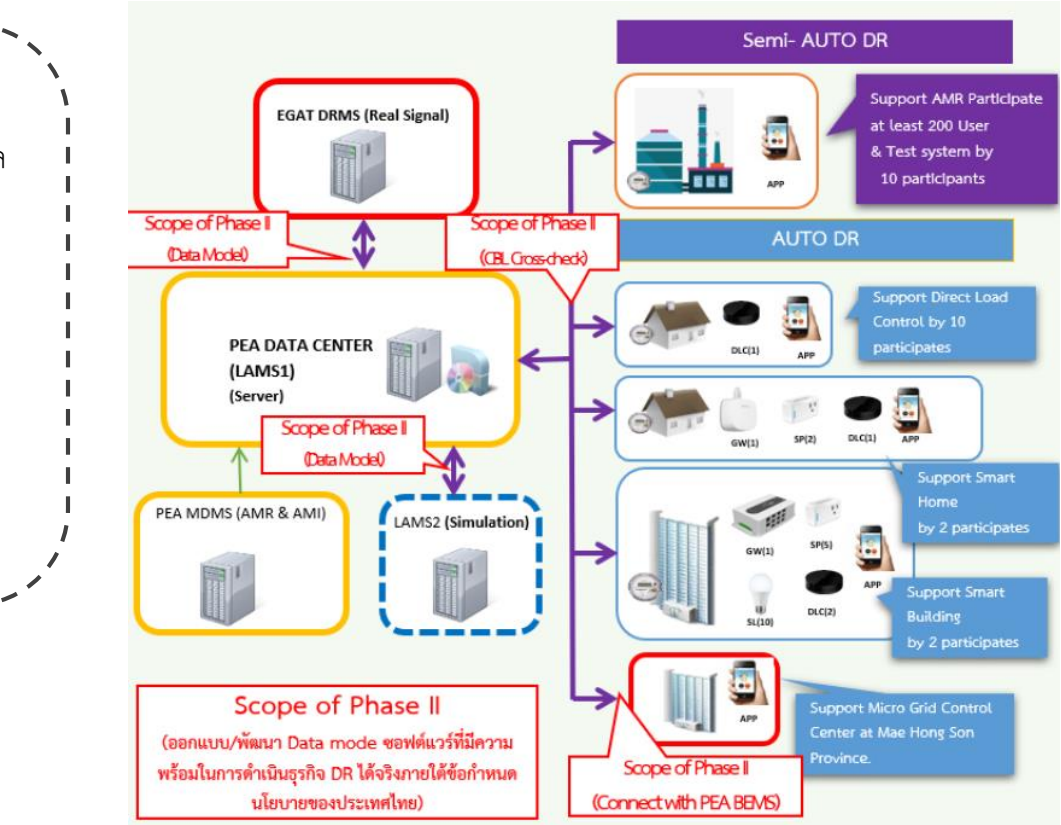 Semi- AUTO DR
EGAT DRMS (Real Signal)
APP
Support AMR Participate
at least 200 User
& Test system by
10 participants
Scope of Phase II
(Data Model)
Scope of Phase II
(CBL Cross-check)
AUTO DR
PEA DATA CENTER
(LAMS1)
(Server)
DLC(1)
APP
Support Direct Load
Control by 10
participates
Scope of Phase II
(Data Model)
GW(1)
SP(2)
DLC(1)
APP
Support Smart
Home
by 2 participates
PEA MDMS (AMR & AMI)
LAMS2 (Simulation)
GW(1)
SP(5)
APP
SL(10)
DLC(2)
Support Smart
Building
by 2 participates
Scope of Phase II
(ออกแบบ/พัฒนา Data mode ซอฟต์แวร์ที่มีความ
พร้อมในการดำเนินธุรกิจ DR ได้จริงภายใต้ข้อกำหนด
นโยบายของประเทศไทย)
APP
Support Micro Grid Control
Center at Mae Hong Son
Province.
Scope of Phase II
(Connect with PEA BEMS)